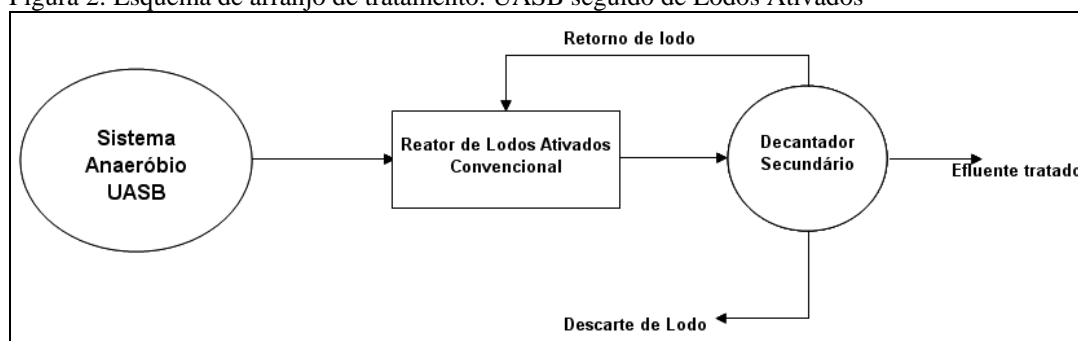 Figura 2: Esquema de arranjo de tratamento: UASB seguido de Lodos Ativados
Retorno de lodo
Sistema
Anaeróbio
UASB
Reator de Lodos Ativados
Convencional
Decantador
Secundário
Efluente tratado
Descarte de Lodo